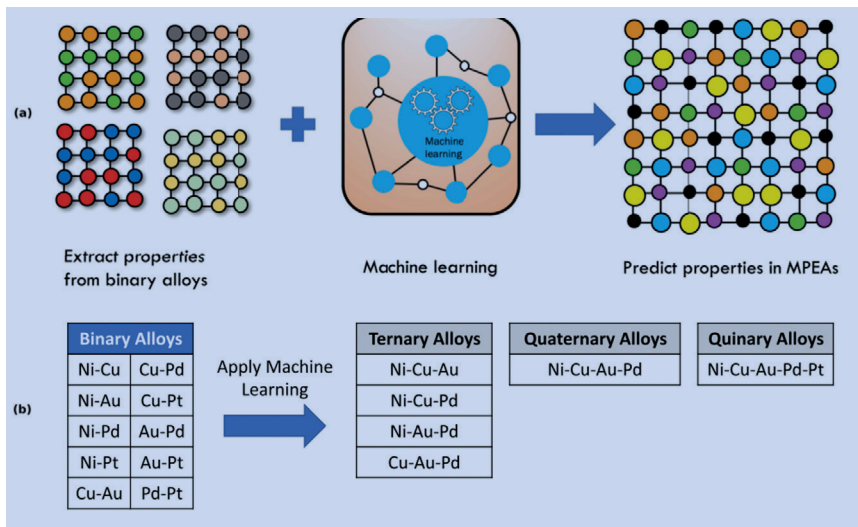 (a)
Machine
learning
Extract properties
from binary alloys
Machine learning
Predict properties in MPEAs
(b)
Binary Alloys
Ni-Cu Cu-Pd
Ni-Au Cu-Pt
Ni-Pd Au-Pd
Ni-Pt Au-Pt
Cu-Au Pd-Pt
Apply Machine
Learning
Ternary Alloys
Ni-Cu-Au
Ni-Cu-Pd
Ni-Au-Pd
Cu-Au-Pd
Quaternary Alloys
Ni-Cu-Au-Pd
Quinary Alloys
Ni-Cu-Au-Pd-Pt